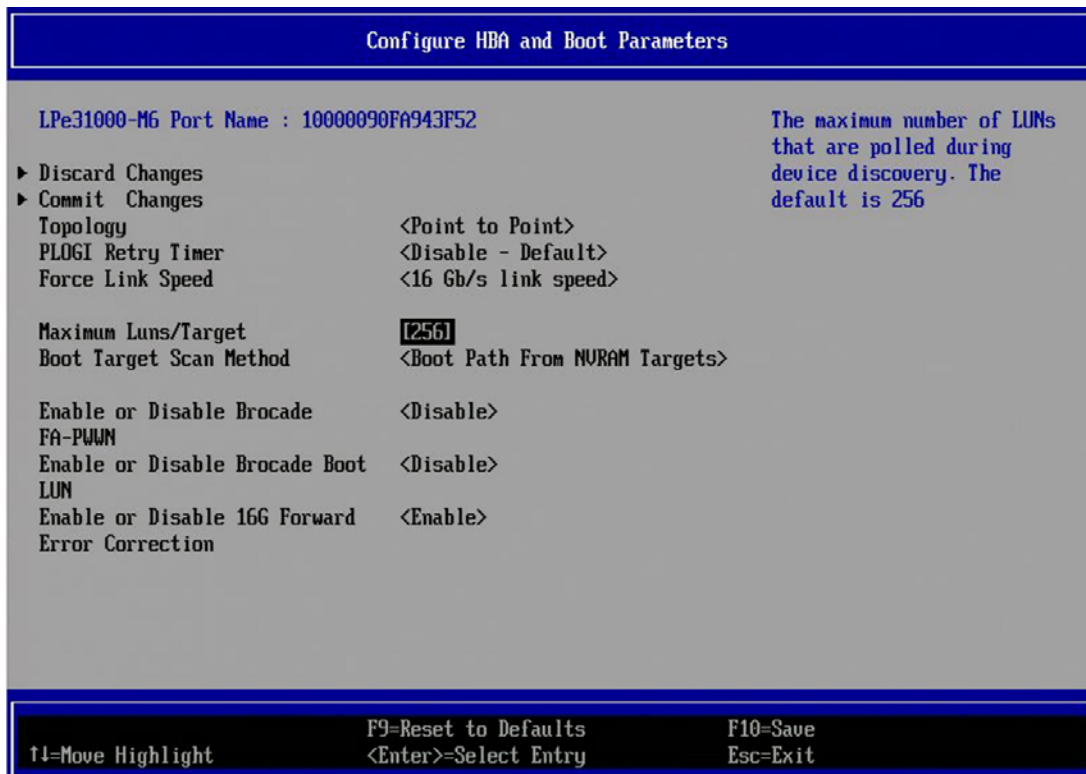 Configure HBA and Boot Parameters
LPe31000-M6 Port Name : 10000090FA943F52
The maximum number of LUNs
that are polled during
device discovery. The
default is 256
▶ Discard Changes
▶ Commit  Changes
Topology <Point to Point>
PLOGI Retry Timer <Disable - Default>
Force Link Speed <16 Gb/s link speed>
Maximum Luns/Target [256]
Boot Target Scan Method <Boot Path From NVRAM Targets>
Enable or Disable Brocade <Disable>
FA-PWWN
Enable or Disable Brocade Boot <Disable>
LUN
Enable or Disable 16G Forward <Enable>
Error Correction
F9=Reset to Defaults F10=Save
↑↓=Move Highlight <Enter>=Select Entry Esc=Exit